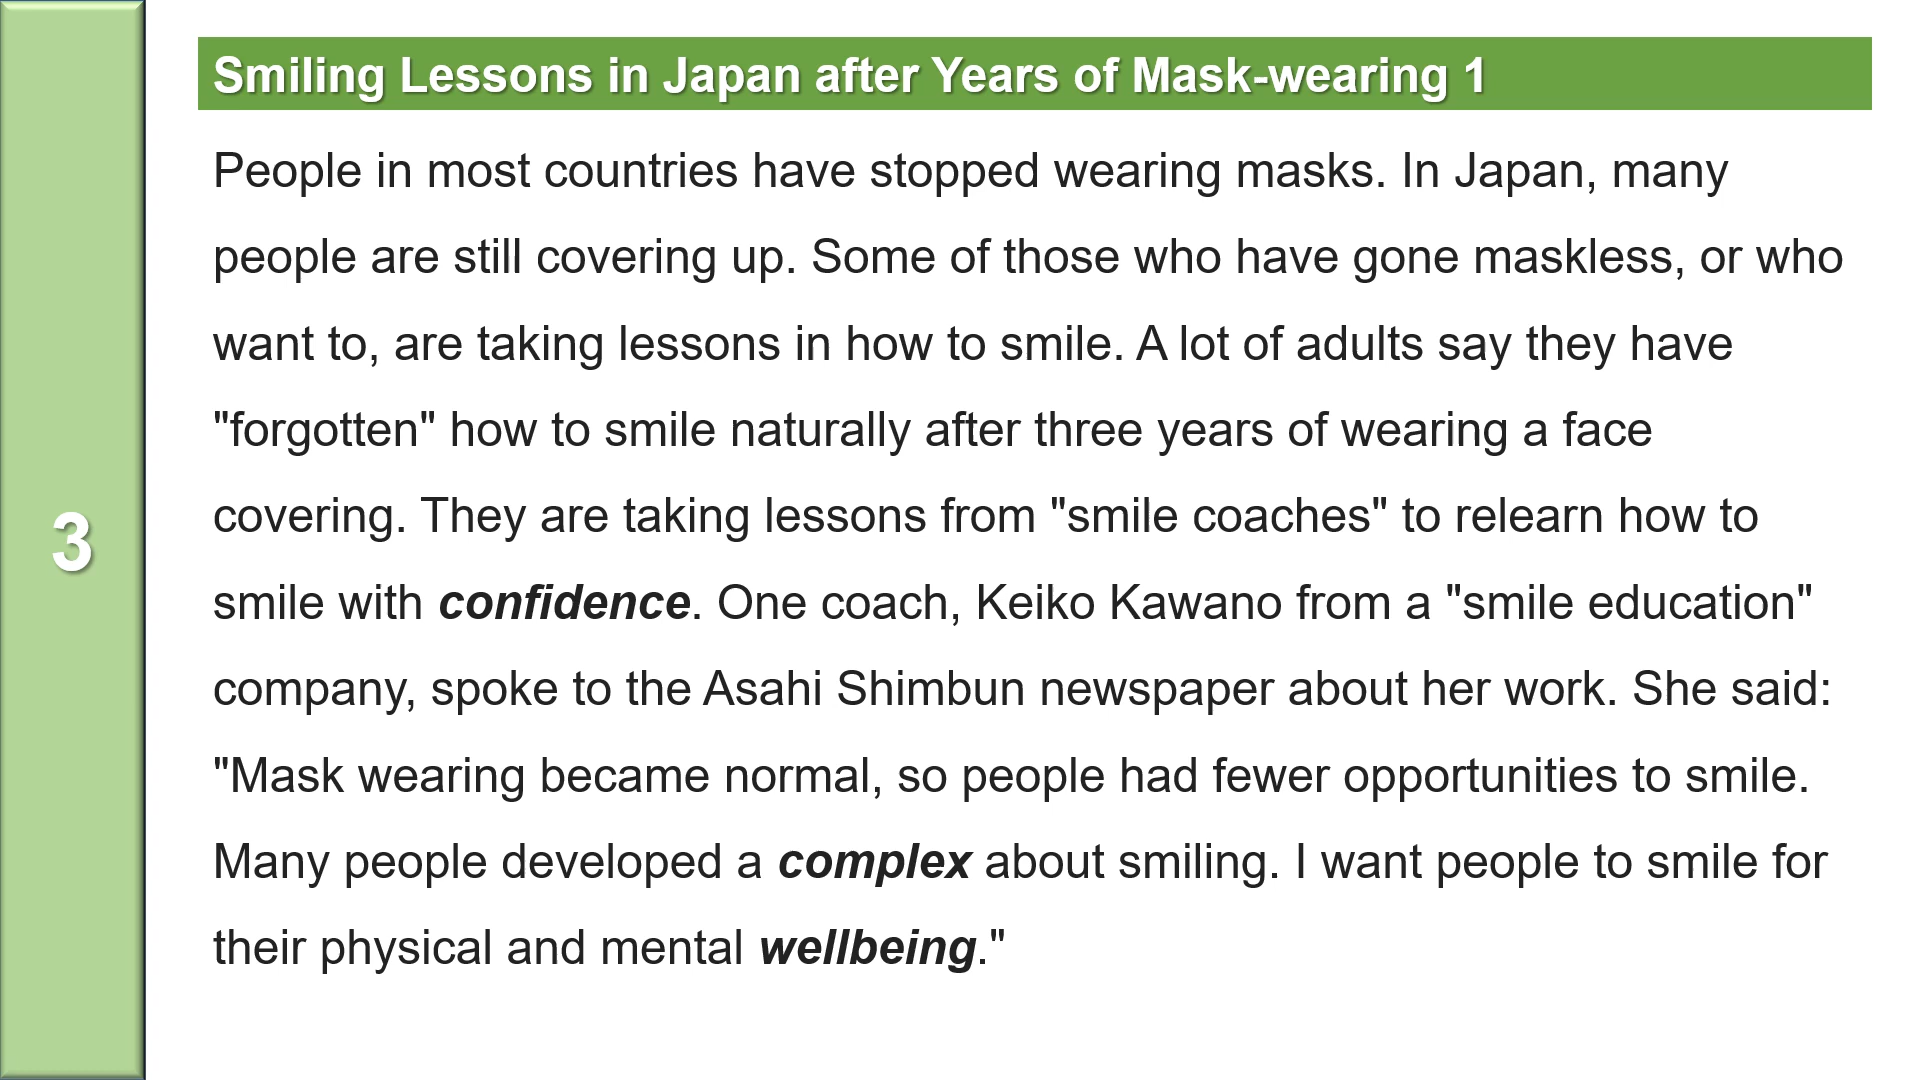 Smiling Lessons in Japan after Years of Mask-wearing 1
People in most countries have stopped wearing masks. In Japan, many
people are still covering up. Some of those who have gone maskless, or who
want to, are taking lessons in how to smile. A lot of adults say they have
"forgotten" how to smile naturally after three years of wearing a face
covering. They are taking lessons from "smile coaches" to relearn how to
smile with confidence. One coach, Keiko Kawano from a "smile education"
company, spoke to the Asahi Shimbun newspaper about her work. She said:
"Mask wearing became normal, so people had fewer opportunities to smile.
Many people developed a complex about smiling. I want people to smile for
their physical and mental wellbeing."
3